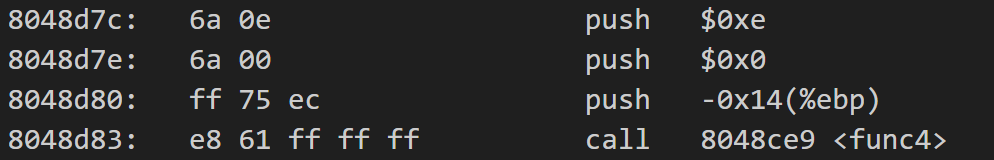 8048d7c: 6a 0e push $0xe
8048d7e: 6a 00 push $0x0
8048d80: ff 75 ec push -0x14(%ebp)
8048d83: e8 61 ff ff ff call 8048ce9 <func4>